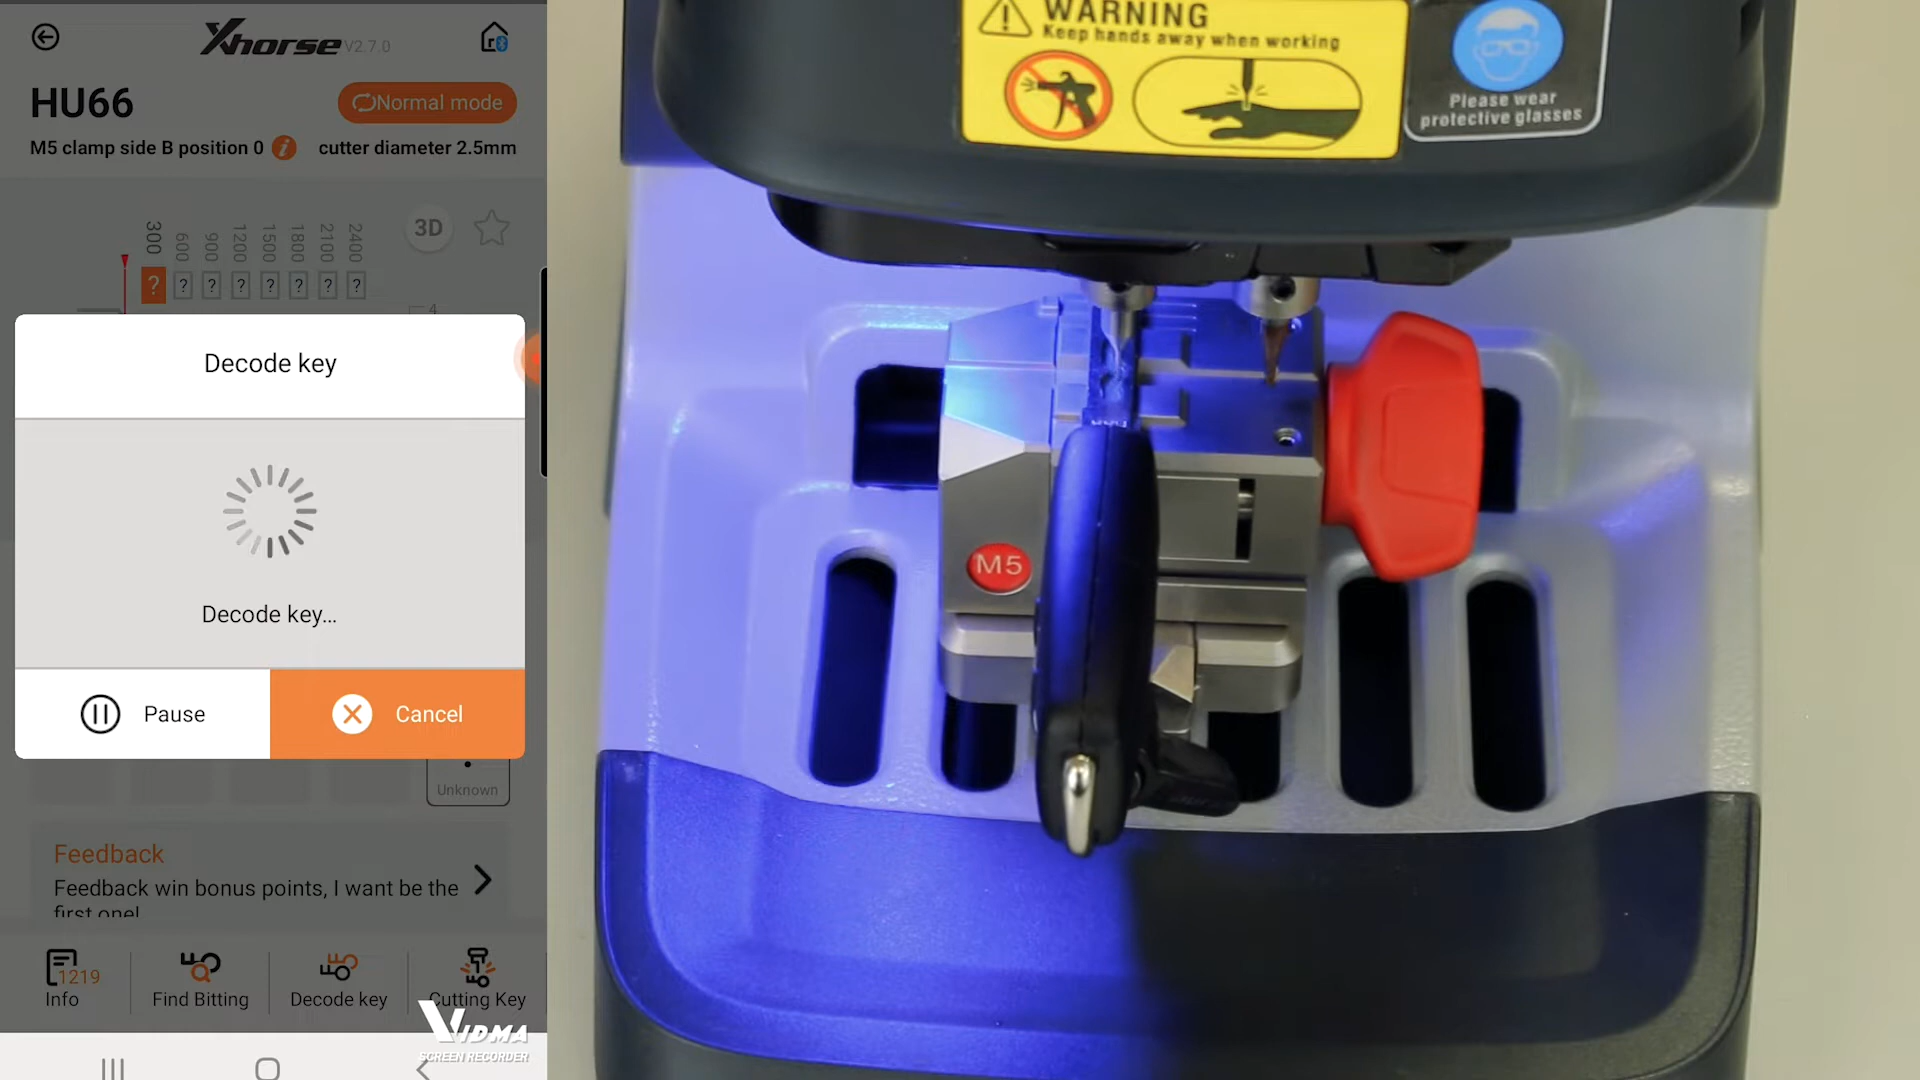 Xhorse V2.7.0
HU66
Normal mode
M5 clamp side B position 0 i cutter diameter 2.5mm
300 600 900 1200 1500 1800 2100 2400
3D
? ? ? ? ? ? ? ?
4
Decode key
Decode key...
Pause
Cancel
Unknown
Feedback
Feedback win bonus points, I want be the
first one!
1219
Info
Find Bitting
Decode key
Cutting Key
VIDMA
SCREEN RECORDER
WARNING
Keep hands away when working
Please wear
protective glasses
M5